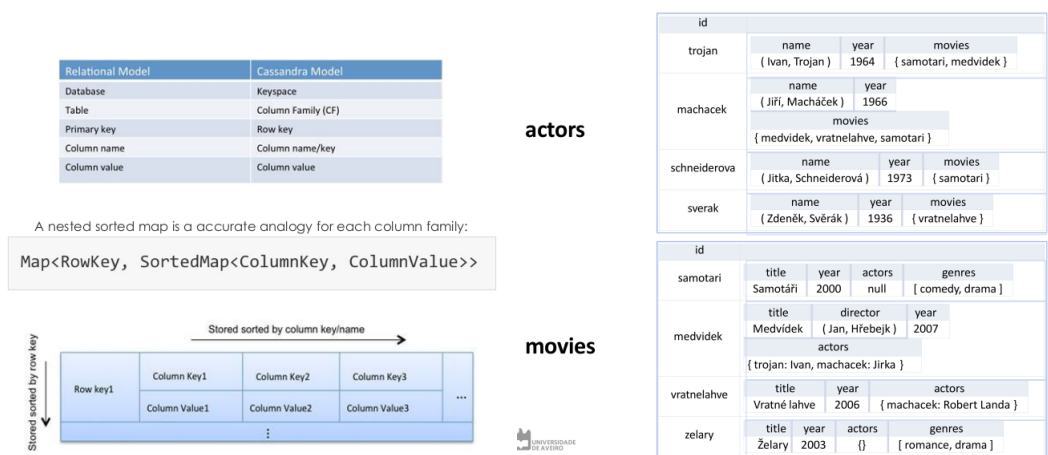 Relational Model Cassandra Model
Database Keyspace
Table Column Family (CF)
Primary key Row key
Column name Column name/key
Column value Column value
A nested sorted map is a accurate analogy for each column family:
Map<RowKey, SortedMap<ColumnKey, ColumnValue>>
Stored sorted by column key/name
Stored sorted by row key
Row key1
Column Key1 Column Key2 Column Key3
...
Column Value1 Column Value2 Column Value3
⋮
actors
id
trojan
name year movies
( Ivan, Trojan ) 1964 { samotari, medvidek }
machacek
name year
( Jiří, Macháček ) 1966
movies
{ medvidek, vratnelahve, samotari }
schneiderova
name year movies
( Jitka, Schneiderová ) 1973 { samotari }
sverak
name year movies
( Zdeněk, Svěrák ) 1936 { vratnelahve }
movies
id
samotari
title year actors genres
Samotáři 2000 null [ comedy, drama ]
medvidek
title director year
Medvídek ( Jan, Hřebejk ) 2007
actors
{ trojan: Ivan, machacek: Jirka }
vratnelahve
title year actors
Vratné lahve 2006 { machacek: Robert Landa }
zelary
title year actors genres
Želary 2003 {} [ romance, drama ]
UNIVERSIDADE
DE AVEIRO